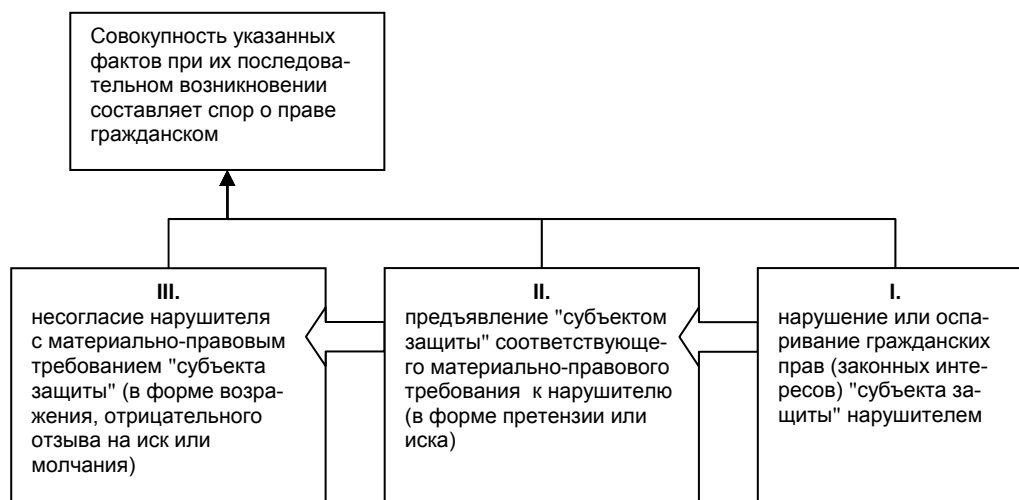 Совокупность указанных
фактов при их последова-
тельном возникновении
составляет спор о праве
гражданском
III.
несогласие нарушителя
с материально-правовым
требованием "субъекта
защиты" (в форме возра-
жения, отрицательного
отзыва на иск или
молчания)
II.
предъявление "субъектом
защиты" соответствующе-
го материально-правового
требования к нарушителю
(в форме претензии или
иска)
I.
нарушение или оспа-
ривание гражданских
прав (законных инте-
ресов) "субъекта за-
щиты" нарушителем